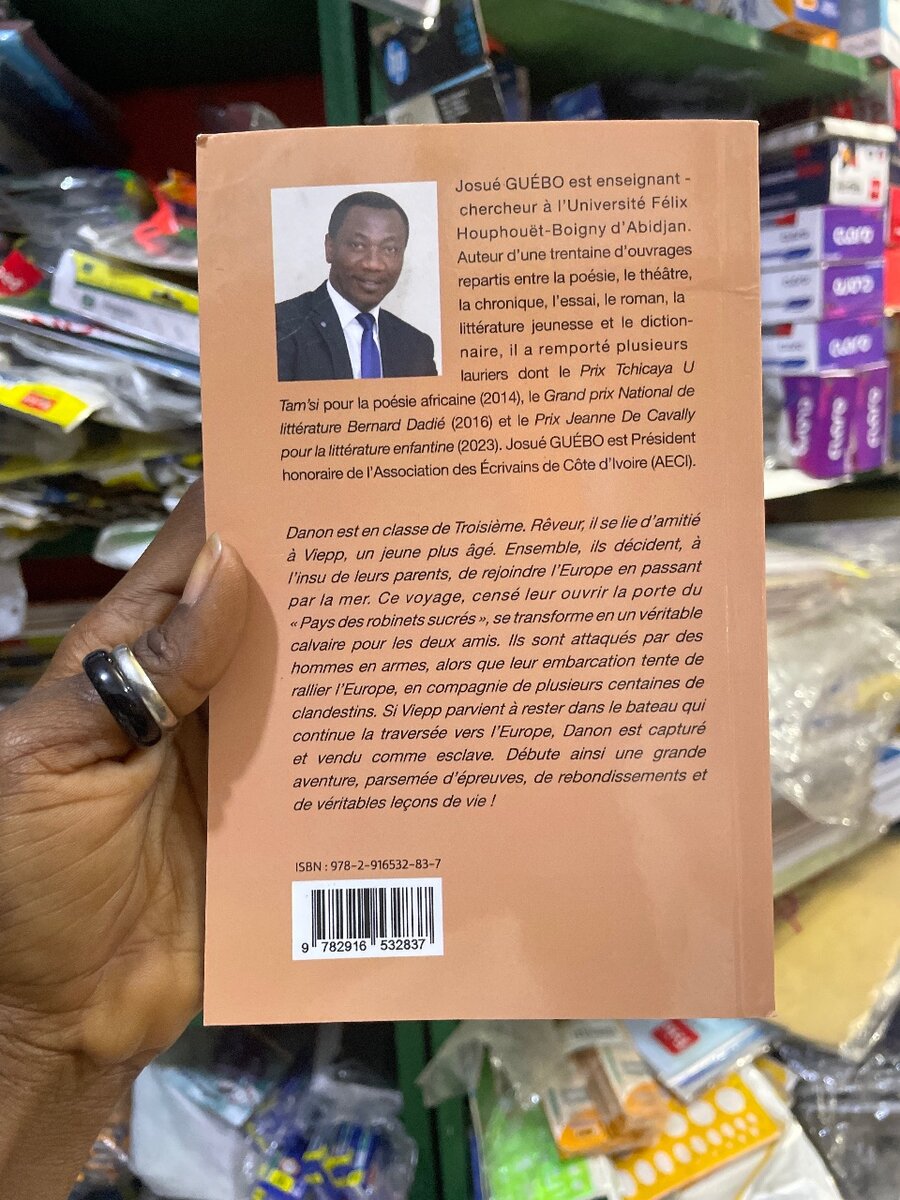 Josué GUÉBO est enseignant -
chercheur à l'Université Félix
Houphouët-Boigny d'Abidjan.
Auteur d'une trentaine d'ouvrages
repartis entre la poésie, le théâtre,
la chronique, l'essai, le roman, la
littérature jeunesse et le diction-
naire, il a remporté plusieurs
lauriers dont le Prix Tchicaya U
Tam'si pour la poésie africaine (2014), le Grand prix National de
littérature Bernard Dadié (2016) et le Prix Jeanne De Cavally
pour la littérature enfantine (2023). Josué GUÉBO est Président
honoraire de l'Association des Écrivains de Côte d'Ivoire (AECI).
Danon est en classe de Troisième. Rêveur, il se lie d'amitié
à Viepp, un jeune plus âgé. Ensemble, ils décident, à
l'insu de leurs parents, de rejoindre l'Europe en passant
par la mer. Ce voyage, censé leur ouvrir la porte du
« Pays des robinets sucrés », se transforme en un véritable
calvaire pour les deux amis. Ils sont attaqués par des
hommes en armes, alors que leur embarcation tente de
rallier l'Europe, en compagnie de plusieurs centaines de
clandestins. Si Viepp parvient à rester dans le bateau qui
continue la traversée vers l'Europe, Danon est capturé
et vendu comme esclave. Débute ainsi une grande
aventure, parsemée d'épreuves, de rebondissements et
de véritables leçons de vie !
ISBN : 978-2-916532-83-7
9 782916 532837
hp